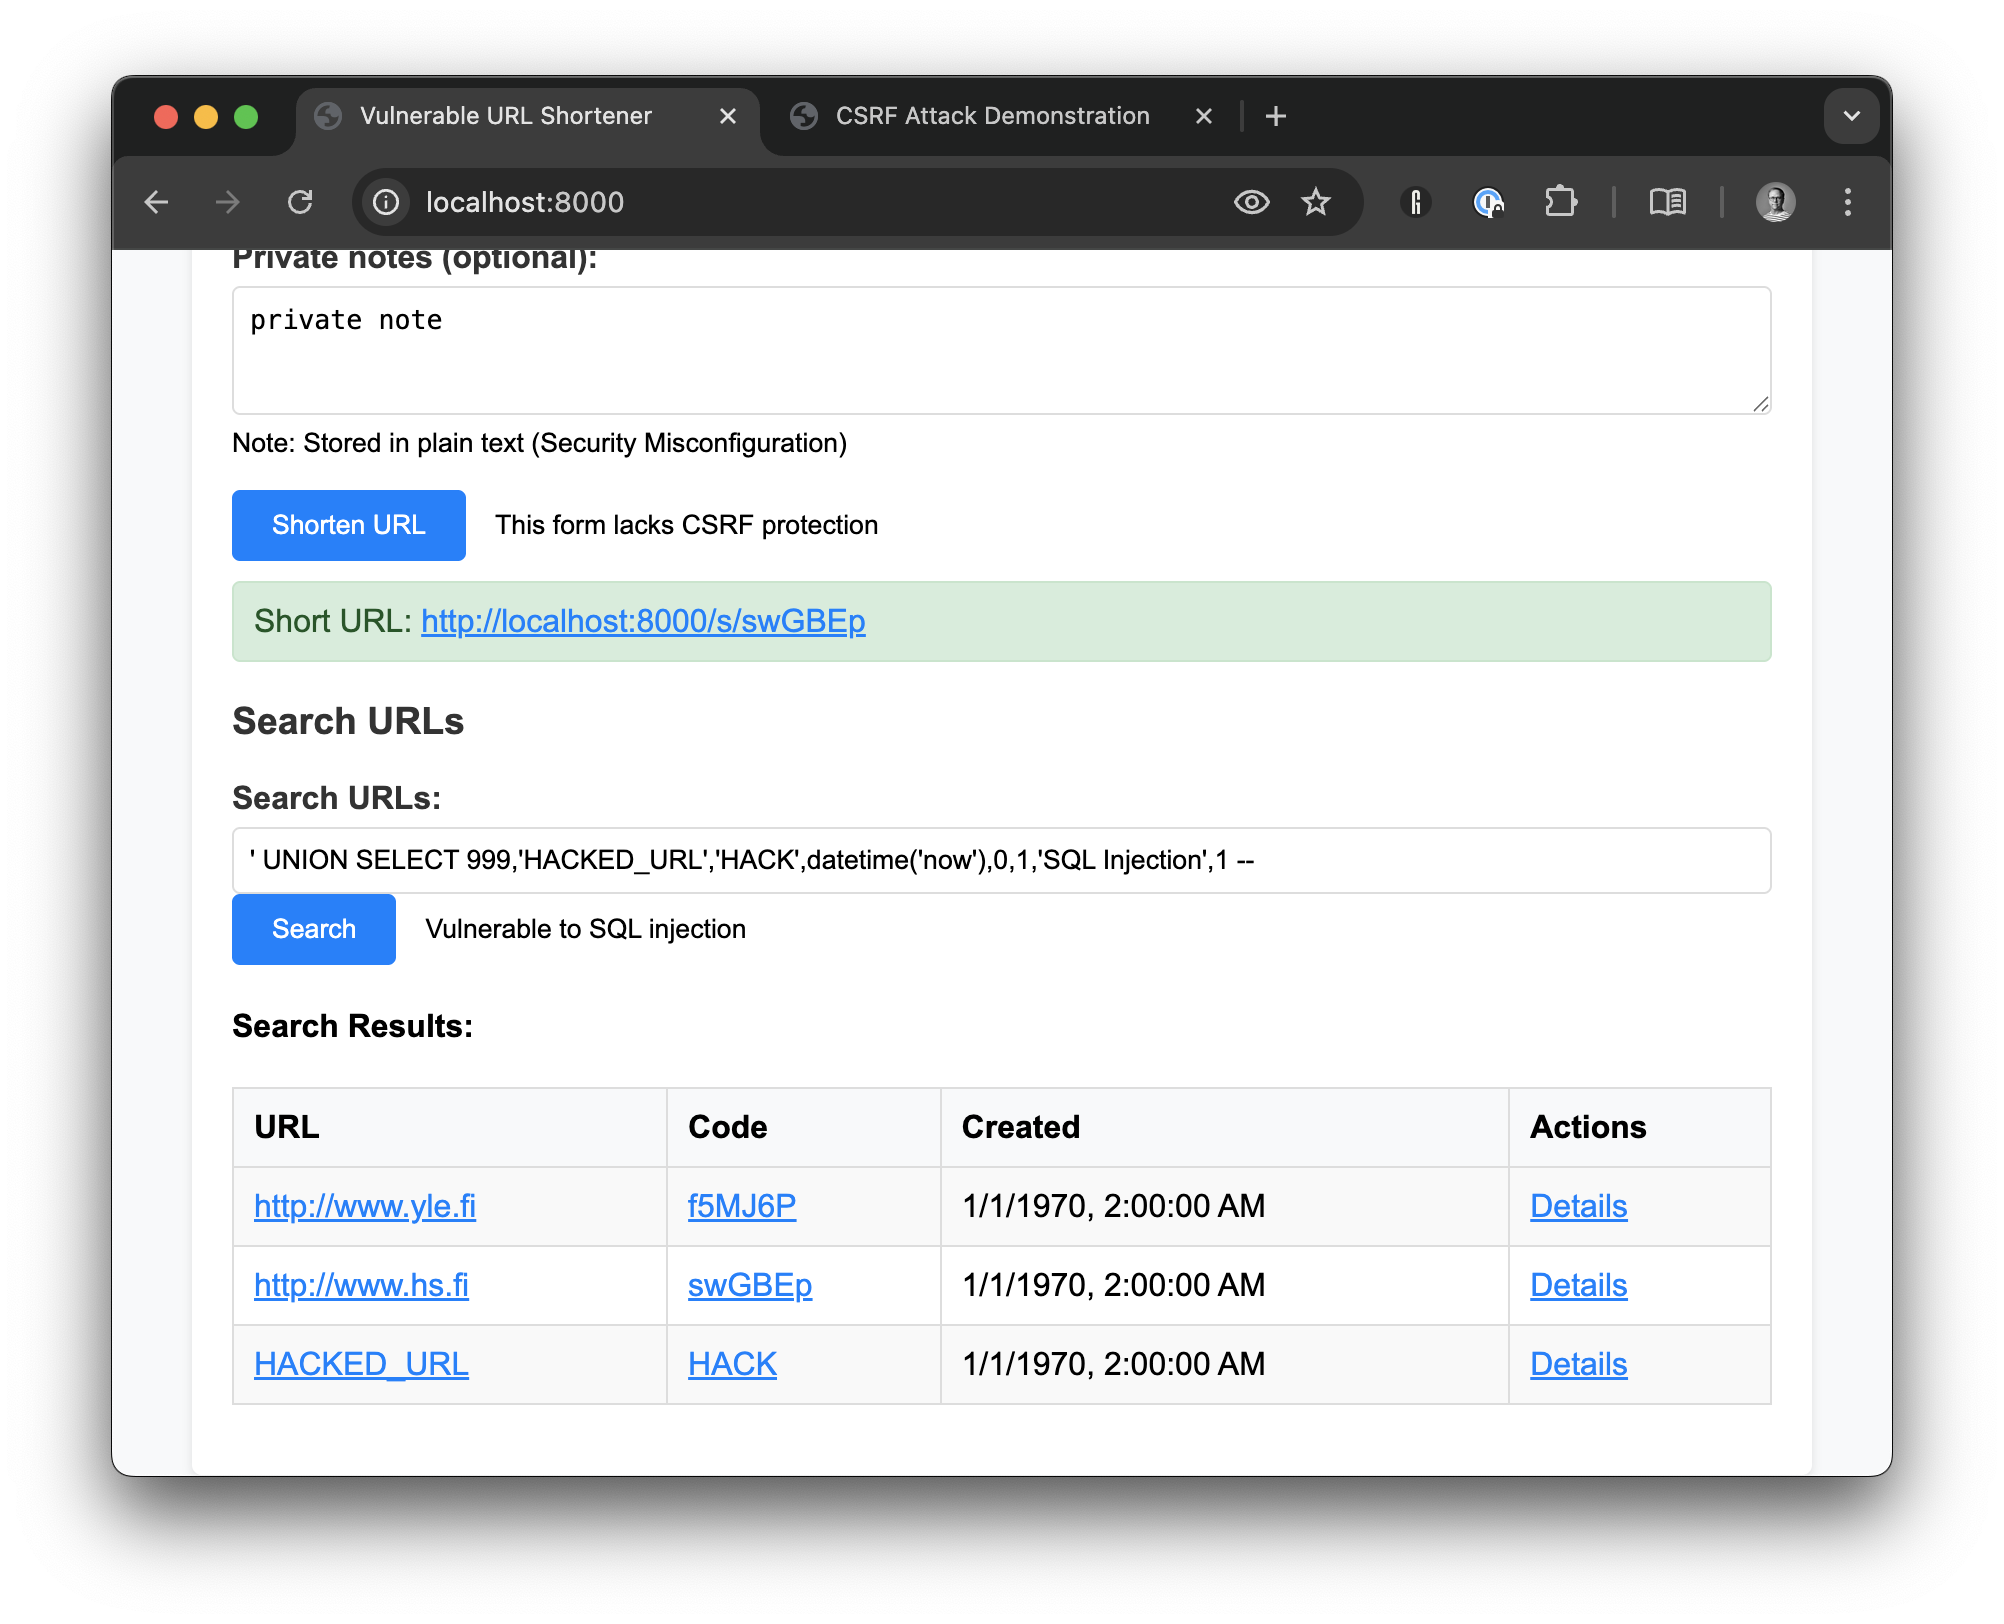 Vulnerable URL Shortener
CSRF Attack Demonstration
localhost:8000
Private notes (optional):
private note
Note: Stored in plain text (Security Misconfiguration)
Shorten URL This form lacks CSRF protection
Short URL: http://localhost:8000/s/swGBEp
Search URLs
Search URLs:
' UNION SELECT 999,'HACKED_URL','HACK',datetime('now'),0,1,'SQL Injection',1 --
Search Vulnerable to SQL injection
Search Results:
URL Code Created Actions
http://www.yle.fi f5MJ6P 1/1/1970, 2:00:00 AM Details
http://www.hs.fi swGBEp 1/1/1970, 2:00:00 AM Details
HACKED_URL HACK 1/1/1970, 2:00:00 AM Details